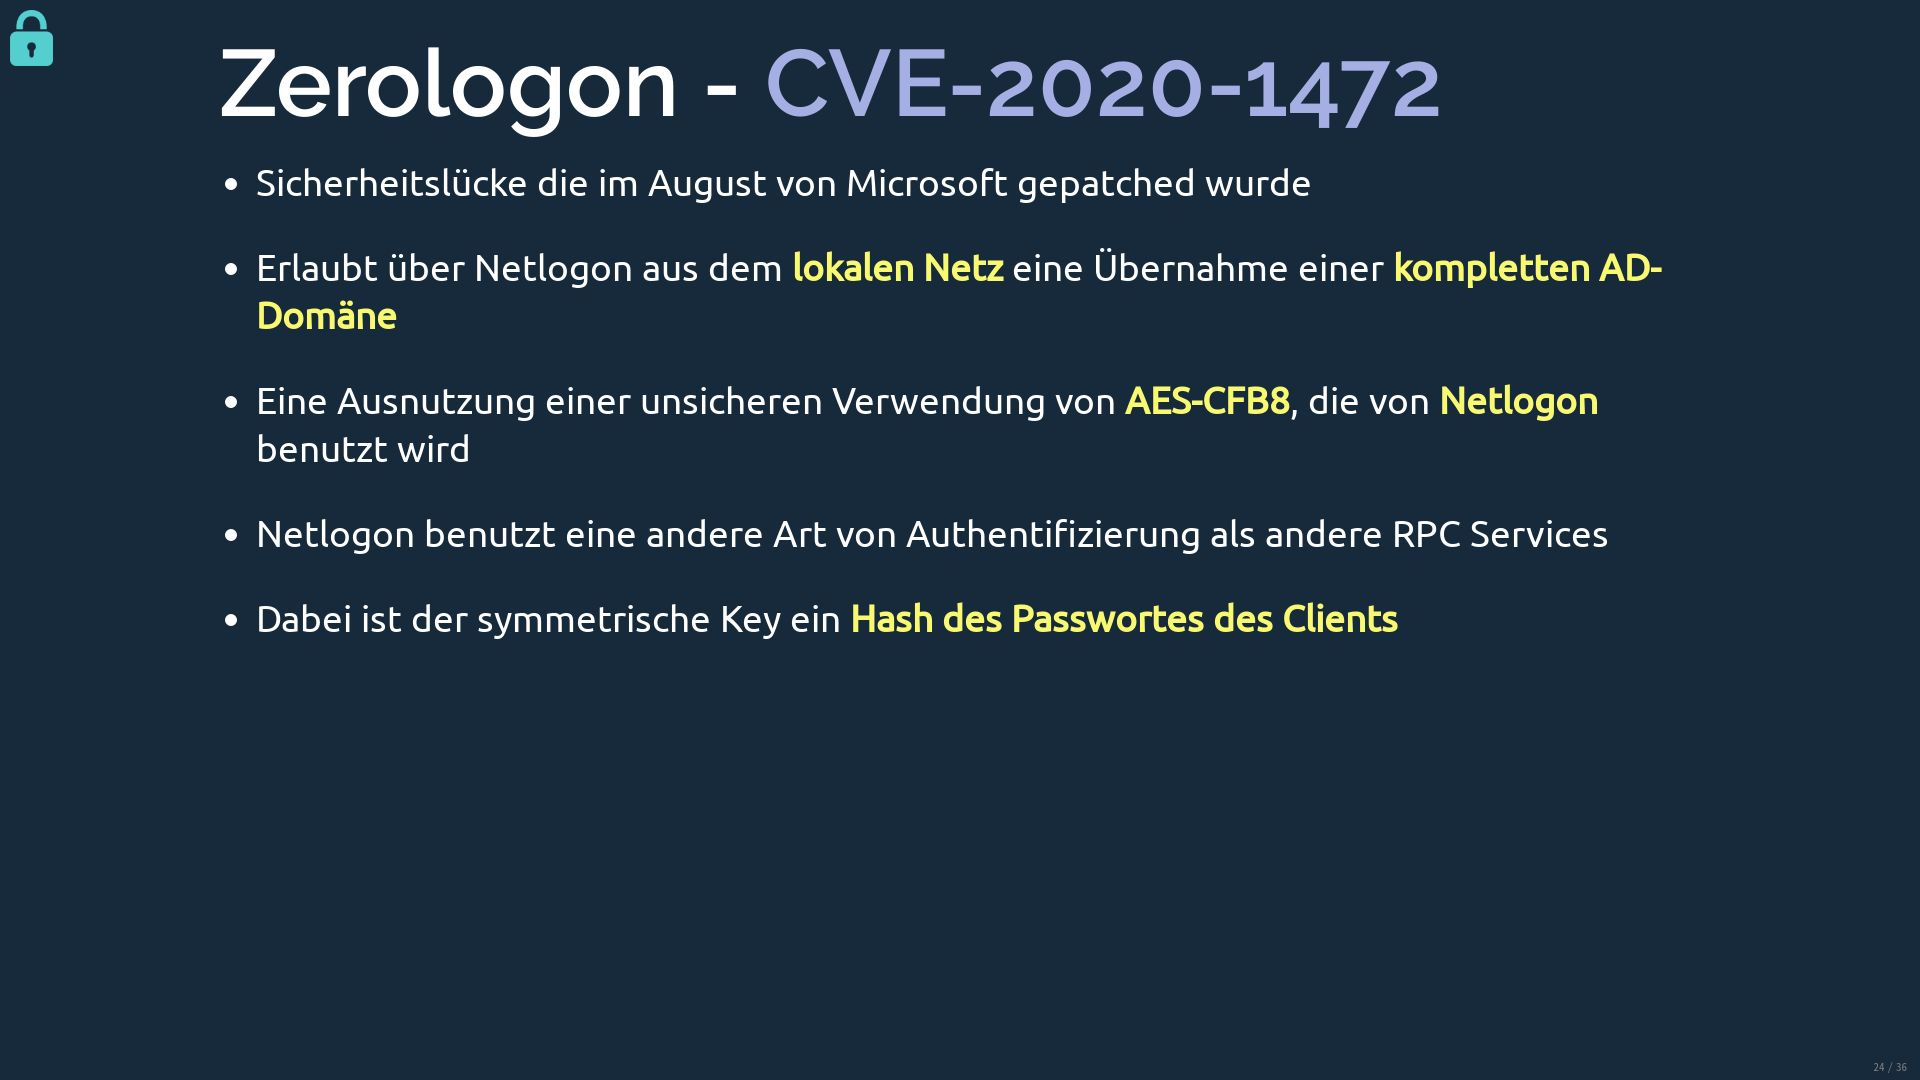 Zerologon - CVE-2020-1472
Sicherheitslücke die im August von Microsoft gepatched wurde
Erlaubt über Netlogon aus dem lokalen Netz eine Übernahme einer kompletten AD-
Domäne
Eine Ausnutzung einer unsicheren Verwendung von AES-CFB8, die von Netlogon
benutzt wird
Netlogon benutzt eine andere Art von Authentifizierung als andere RPC Services
Dabei ist der symmetrische Key ein Hash des Passwortes des Clients
24 / 36